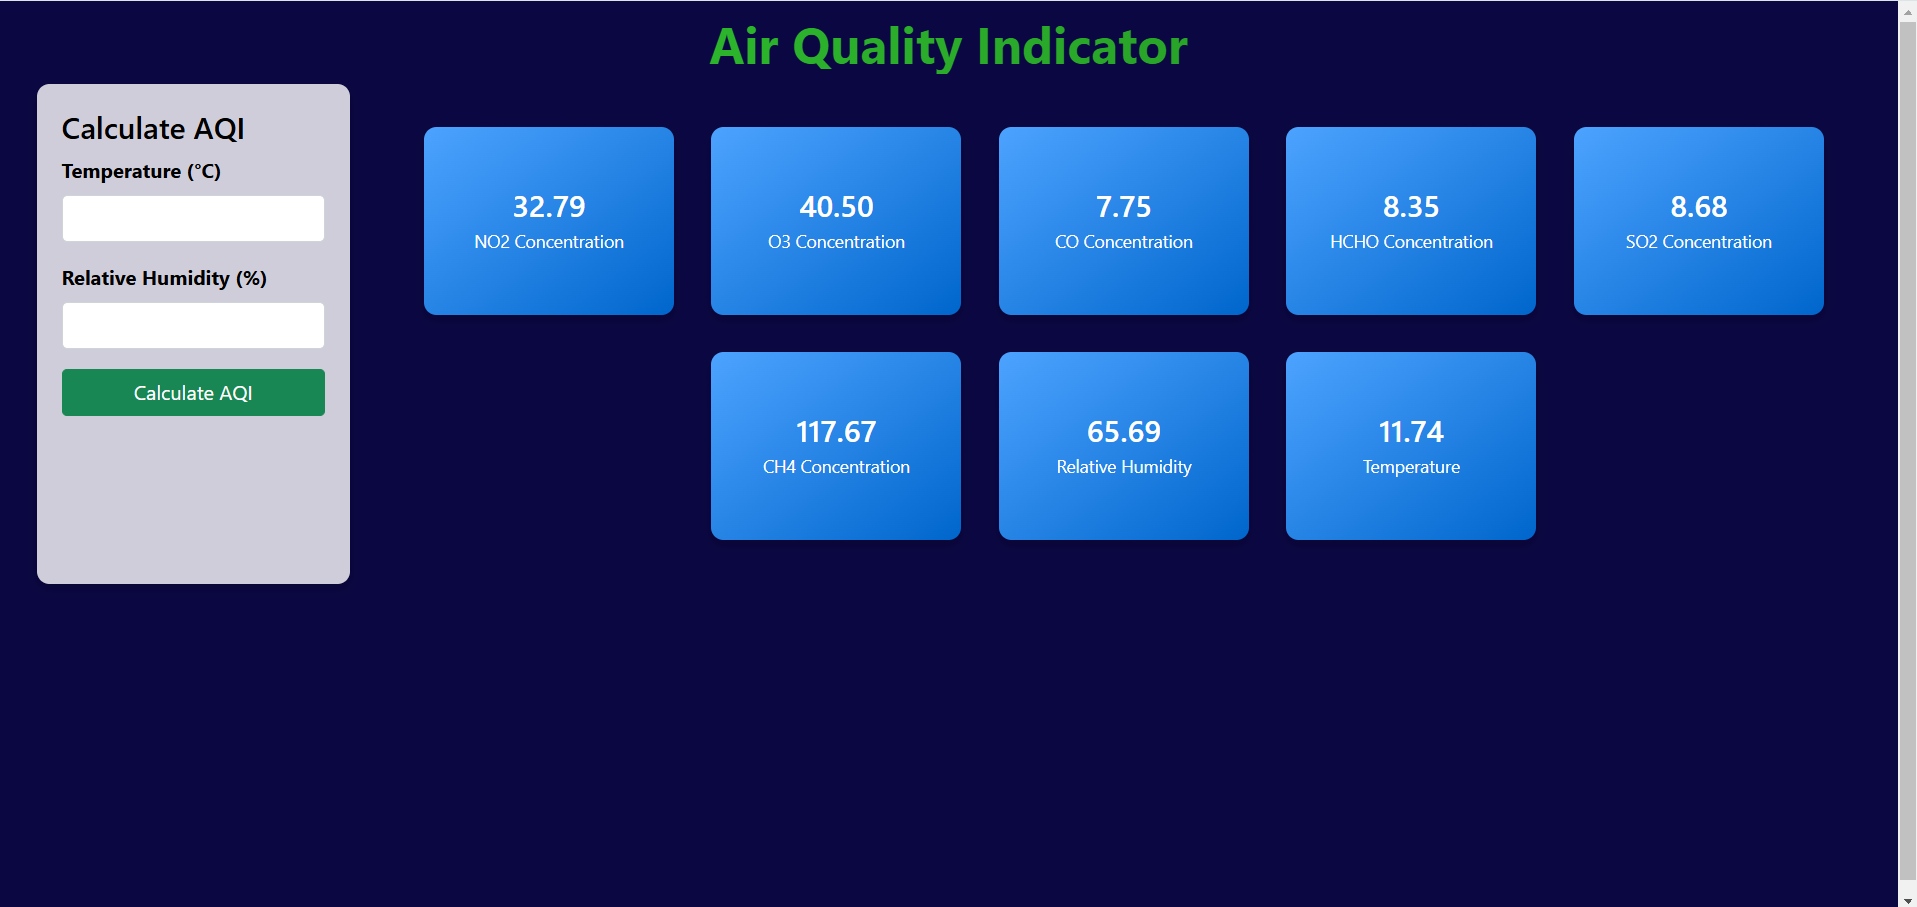 Air Quality Indicator
Calculate AQI
Temperature (°C)
Relative Humidity (%)
Calculate AQI
32.79
NO2 Concentration
40.50
O3 Concentration
7.75
CO Concentration
8.35
HCHO Concentration
8.68
SO2 Concentration
117.67
CH4 Concentration
65.69
Relative Humidity
11.74
Temperature